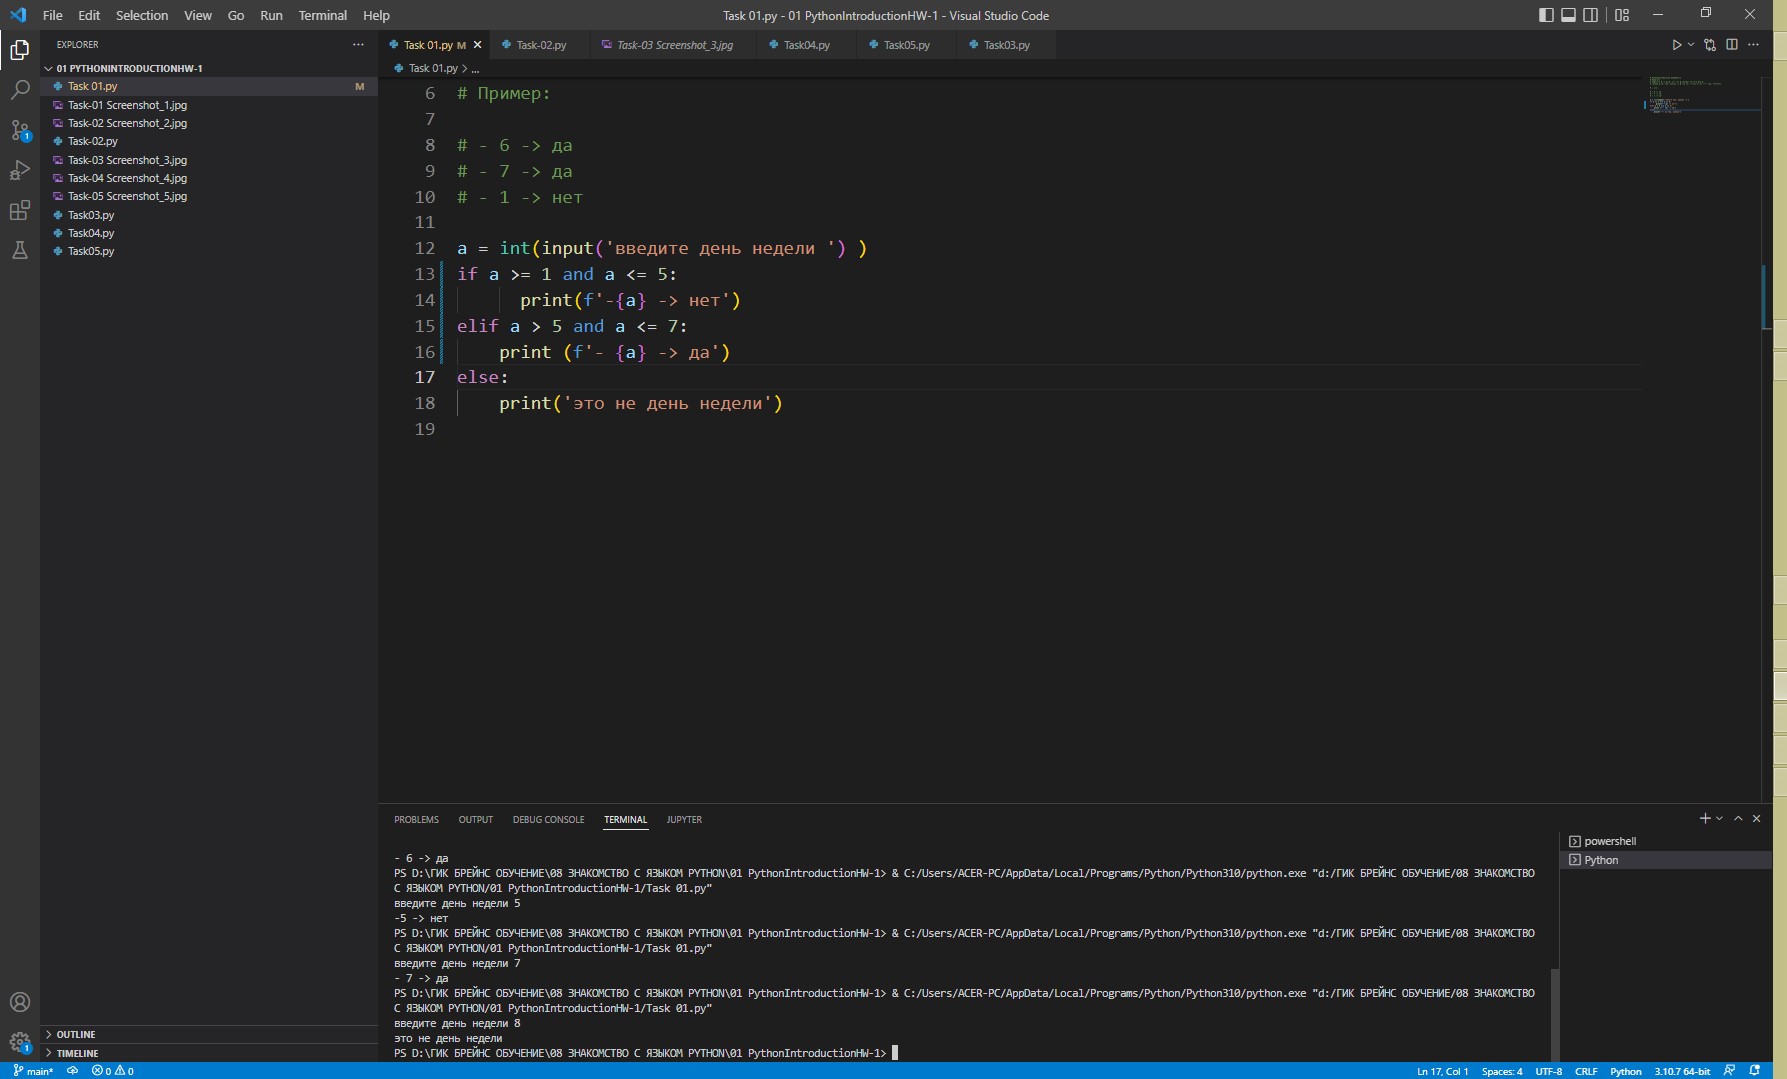 File Edit Selection View Go Run Terminal Help
Task 01.py - 01 PythonIntroductionHW-1 - Visual Studio Code
EXPLORER
01 PYTHONINTRODUCTIONHW-1
Task 01.py M
Task-01 Screenshot_1.jpg
Task-02 Screenshot_2.jpg
Task-02.py
Task-03 Screenshot_3.jpg
Task-04 Screenshot_4.jpg
Task-05 Screenshot_5.jpg
Task03.py
Task04.py
Task05.py
OUTLINE
TIMELINE
Task 01.py M Task-02.py Task-03 Screenshot_3.jpg Task04.py Task05.py Task03.py
Task 01.py > ...
6 # Пример:
7
8 # - 6 -> да
9 # - 7 -> да
10 # - 1 -> нет
11
12 a = int(input('введите день недели ') )
13 if a >= 1 and a <= 5:
14 print(f'-{a} -> нет')
15 elif a > 5 and a <= 7:
16 print (f'- {a} -> да')
17 else:
18 print('это не день недели')
19
PROBLEMS OUTPUT DEBUG CONSOLE TERMINAL JUPYTER
- 6 -> да
PS D:\ГИК БРЕЙНС ОБУЧЕНИЕ\08 ЗНАКОМСТВО С ЯЗЫКОМ PYTHON\01 PythonIntroductionHW-1> & C:/Users/ACER-PC/AppData/Local/Programs/Python/Python310/python.exe "d:/ГИК БРЕЙНС ОБУЧЕНИЕ/08 ЗНАКОМСТВО
С ЯЗЫКОМ PYTHON/01 PythonIntroductionHW-1/Task 01.py"
введите день недели 5
-5 -> нет
PS D:\ГИК БРЕЙНС ОБУЧЕНИЕ\08 ЗНАКОМСТВО С ЯЗЫКОМ PYTHON\01 PythonIntroductionHW-1> & C:/Users/ACER-PC/AppData/Local/Programs/Python/Python310/python.exe "d:/ГИК БРЕЙНС ОБУЧЕНИЕ/08 ЗНАКОМСТВО
С ЯЗЫКОМ PYTHON/01 PythonIntroductionHW-1/Task 01.py"
введите день недели 7
- 7 -> да
PS D:\ГИК БРЕЙНС ОБУЧЕНИЕ\08 ЗНАКОМСТВО С ЯЗЫКОМ PYTHON\01 PythonIntroductionHW-1> & C:/Users/ACER-PC/AppData/Local/Programs/Python/Python310/python.exe "d:/ГИК БРЕЙНС ОБУЧЕНИЕ/08 ЗНАКОМСТВО
С ЯЗЫКОМ PYTHON/01 PythonIntroductionHW-1/Task 01.py"
введите день недели 8
это не день недели
PS D:\ГИК БРЕЙНС ОБУЧЕНИЕ\08 ЗНАКОМСТВО С ЯЗЫКОМ PYTHON\01 PythonIntroductionHW-1>
powershell
Python
main* 0 0
Ln 17, Col 1 Spaces: 4 UTF-8 CRLF Python 3.10.7 64-bit